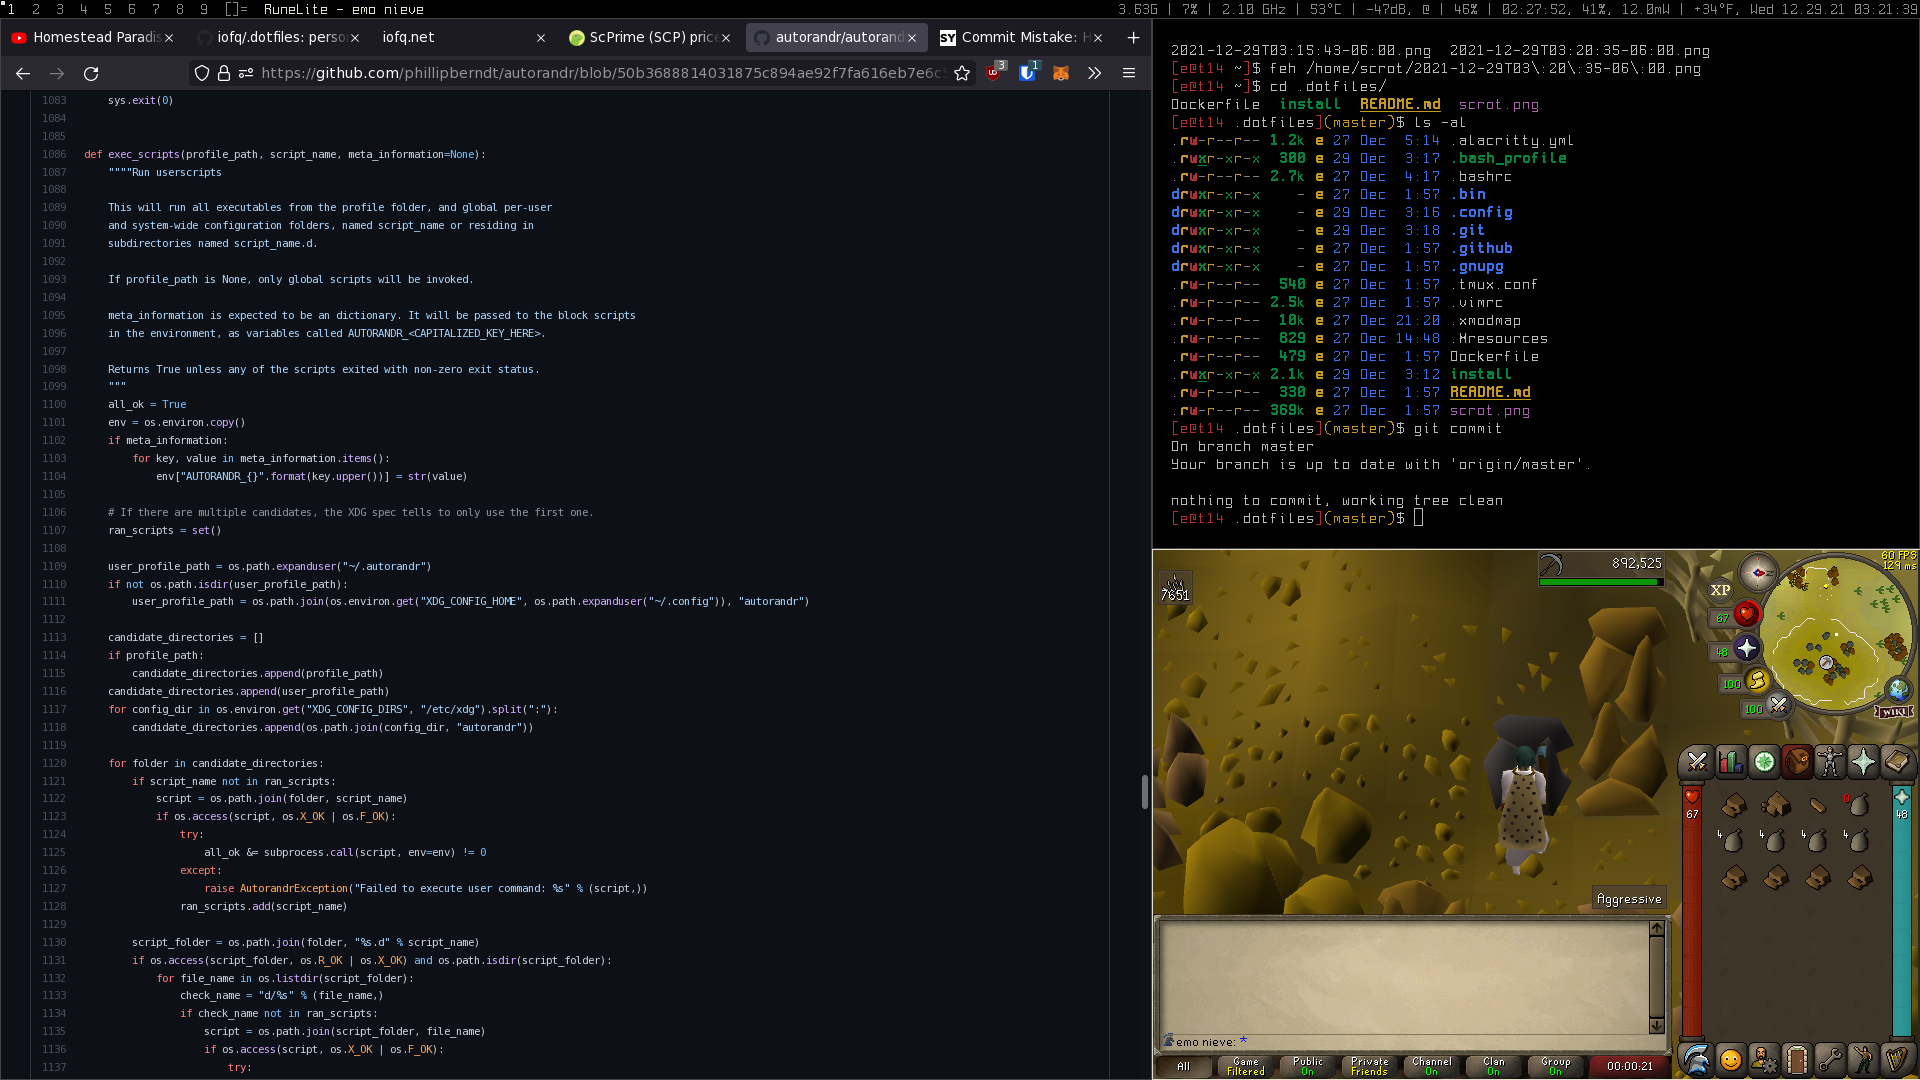 1 2 3 4 5 6 7 8 9 []= RuneLite - emo nieve
3.63G | 7% | 2.10 GHz | 53°C | -47dB, @ | 46% | 02:27:52, 41%, 12.0mW | +34°F, Wed 12.29.21 03:21:39
Homestead Paradis
iofq/.dotfiles: perso
iofq.net
ScPrime (SCP) price
autorandr/autorand
SY Commit Mistake: H
https://github.com/phillipberndt/autorandr/blob/50b3688814031875c894ae92f7fa616eb7e6c5
3
1
1083 sys.exit(0)
1084
1085
1086 def exec_scripts(profile_path, script_name, meta_information=None):
1087 """"Run userscripts
1088
1089 This will run all executables from the profile folder, and global per-user
1090 and system-wide configuration folders, named script_name or residing in
1091 subdirectories named script_name.d.
1092
1093 If profile_path is None, only global scripts will be invoked.
1094
1095 meta_information is expected to be an dictionary. It will be passed to the block scripts
1096 in the environment, as variables called AUTORANDR_<CAPITALIZED_KEY_HERE>.
1097
1098 Returns True unless any of the scripts exited with non-zero exit status.
1099 """
1100 all_ok = True
1101 env = os.environ.copy()
1102 if meta_information:
1103 for key, value in meta_information.items():
1104 env["AUTORANDR_{}".format(key.upper())] = str(value)
1105
1106 # If there are multiple candidates, the XDG spec tells to only use the first one.
1107 ran_scripts = set()
1108
1109 user_profile_path = os.path.expanduser("~/.autorandr")
1110 if not os.path.isdir(user_profile_path):
1111 user_profile_path = os.path.join(os.environ.get("XDG_CONFIG_HOME", os.path.expanduser("~/.config")), "autorandr")
1112
1113 candidate_directories = []
1114 if profile_path:
1115 candidate_directories.append(profile_path)
1116 candidate_directories.append(user_profile_path)
1117 for config_dir in os.environ.get("XDG_CONFIG_DIRS", "/etc/xdg").split(":"):
1118 candidate_directories.append(os.path.join(config_dir, "autorandr"))
1119
1120 for folder in candidate_directories:
1121 if script_name not in ran_scripts:
1122 script = os.path.join(folder, script_name)
1123 if os.access(script, os.X_OK | os.F_OK):
1124 try:
1125 all_ok &= subprocess.call(script, env=env) != 0
1126 except:
1127 raise AutorandrException("Failed to execute user command: %s" % (script,))
1128 ran_scripts.add(script_name)
1129
1130 script_folder = os.path.join(folder, "%s.d" % script_name)
1131 if os.access(script_folder, os.R_OK | os.X_OK) and os.path.isdir(script_folder):
1132 for file_name in os.listdir(script_folder):
1133 check_name = "d/%s" % (file_name,)
1134 if check_name not in ran_scripts:
1135 script = os.path.join(script_folder, file_name)
1136 if os.access(script, os.X_OK | os.F_OK):
1137 try:
2021-12-29T03:15:43-06:00.png 2021-12-29T03:20:35-06:00.png
[e@t14 ~]$ feh /home/scrot/2021-12-29T03\:20\:35-06\:00.png
[e@t14 ~]$ cd .dotfiles/
Dockerfile install README.md scrot.png
[e@t14 .dotfiles](master)$ ls -al
.rw-r--r-- 1.2k e 27 Dec 5:14 .alacritty.yml
.rwxr-xr-x 300 e 29 Dec 3:17 .bash_profile
.rw-r--r-- 2.7k e 27 Dec 4:17 .bashrc
drwxr-xr-x - e 27 Dec 1:57 .bin
drwxr-xr-x - e 29 Dec 3:16 .config
drwxr-xr-x - e 29 Dec 3:18 .git
drwxr-xr-x - e 27 Dec 1:57 .github
drwxr-xr-x - e 27 Dec 1:57 .gnupg
.rw-r--r-- 540 e 27 Dec 1:57 .tmux.conf
.rw-r--r-- 2.5k e 27 Dec 1:57 .vimrc
.rw-r--r-- 10k e 27 Dec 21:20 .xmodmap
.rw-r--r-- 829 e 27 Dec 14:48 .Xresources
.rw-r--r-- 479 e 27 Dec 1:57 Dockerfile
.rwxr-xr-x 2.1k e 29 Dec 3:12 install
.rw-r--r-- 330 e 27 Dec 1:57 README.md
.rw-r--r-- 369k e 27 Dec 1:57 scrot.png
[e@t14 .dotfiles](master)$ git commit
On branch master
Your branch is up to date with 'origin/master'.

nothing to commit, working tree clean
[e@t14 .dotfiles](master)$
7651
892,525
60 FPS
129 ms
XP
67
48
100
100
WIKI
67
48
0
4 4 4 4
Aggressive
emo nieve: *
All
Game Filtered
Public On
Private Friends
Channel On
Clan On
Group On
00:00:21